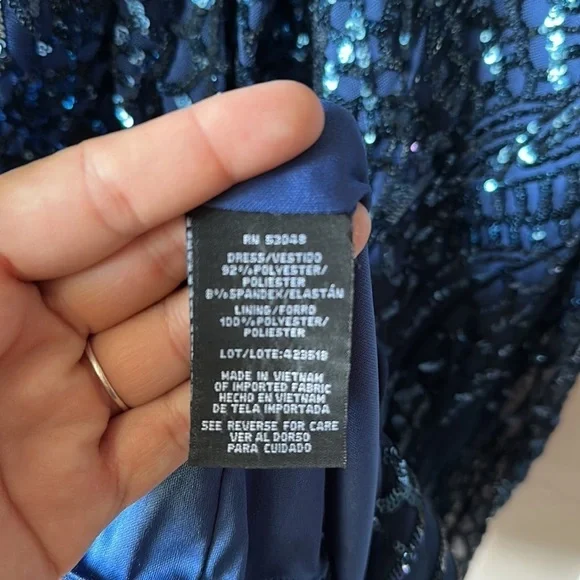 RN 53048
DRESS/VESTIDO
92%POLYESTER/
POLIESTER
8%SPANDEX/ELASTÁN
LINING/FORRO
100%POLYESTER/
POLIESTER
LOT/LOTE:423518
MADE IN VIETNAM
OF IMPORTED FABRIC
HECHO EN VIETNAM
DE TELA IMPORTADA
SEE REVERSE FOR CARE
VER AL DORSO
PARA CUIDADO